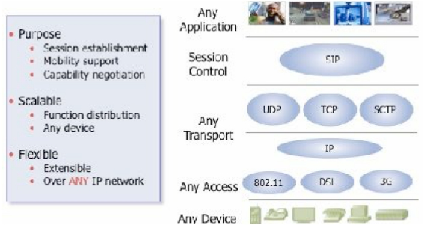 • Purpose
• Session establishment
• Mobility support
• Capability negotiation
• Scalable
• Function distribution
• Any device
• Flexible
• Extensible
• Over ANY IP network
Any Application
Session Control
SIP
Any Transport
UDP
TCP
SCTP
IP
Any Access
802.11
DSL
3G
Any Device